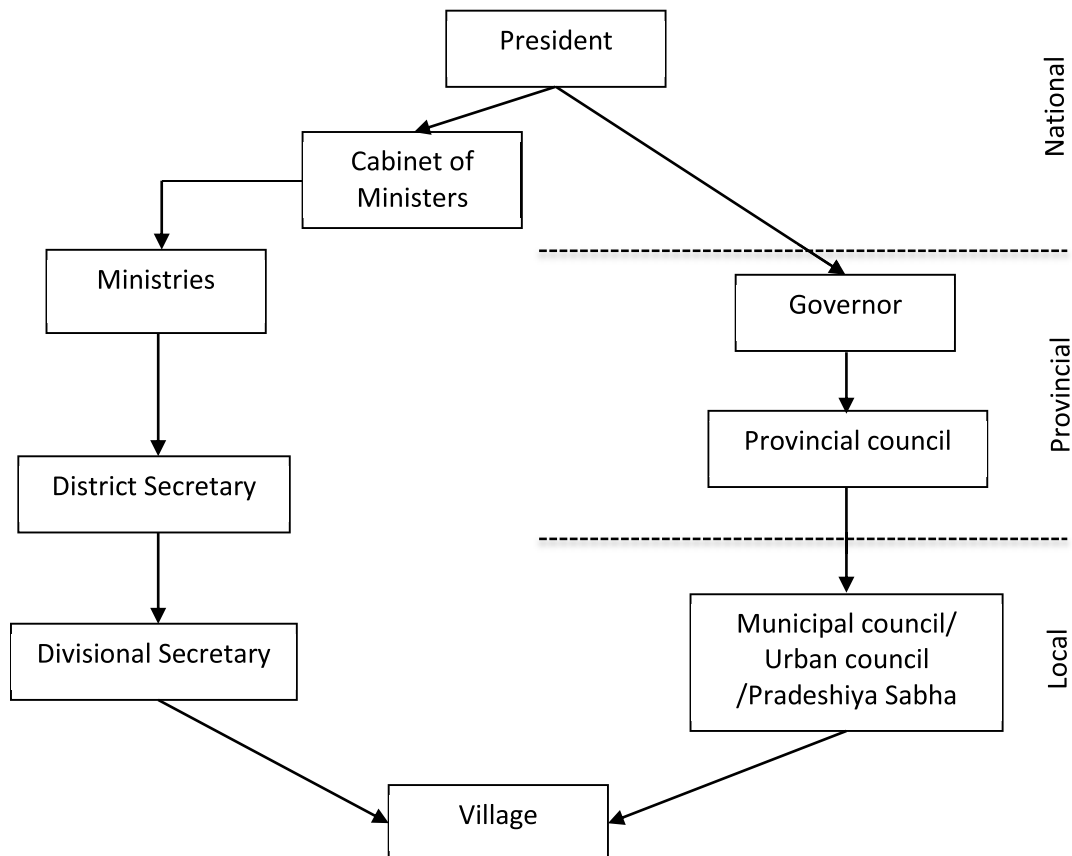 President
National
Cabinet of
Ministers
Ministries
Governor
Provincial
Provincial council
District Secretary
Municipal council/
Urban council
/Pradeshiya Sabha
Local
Divisional Secretary
Village